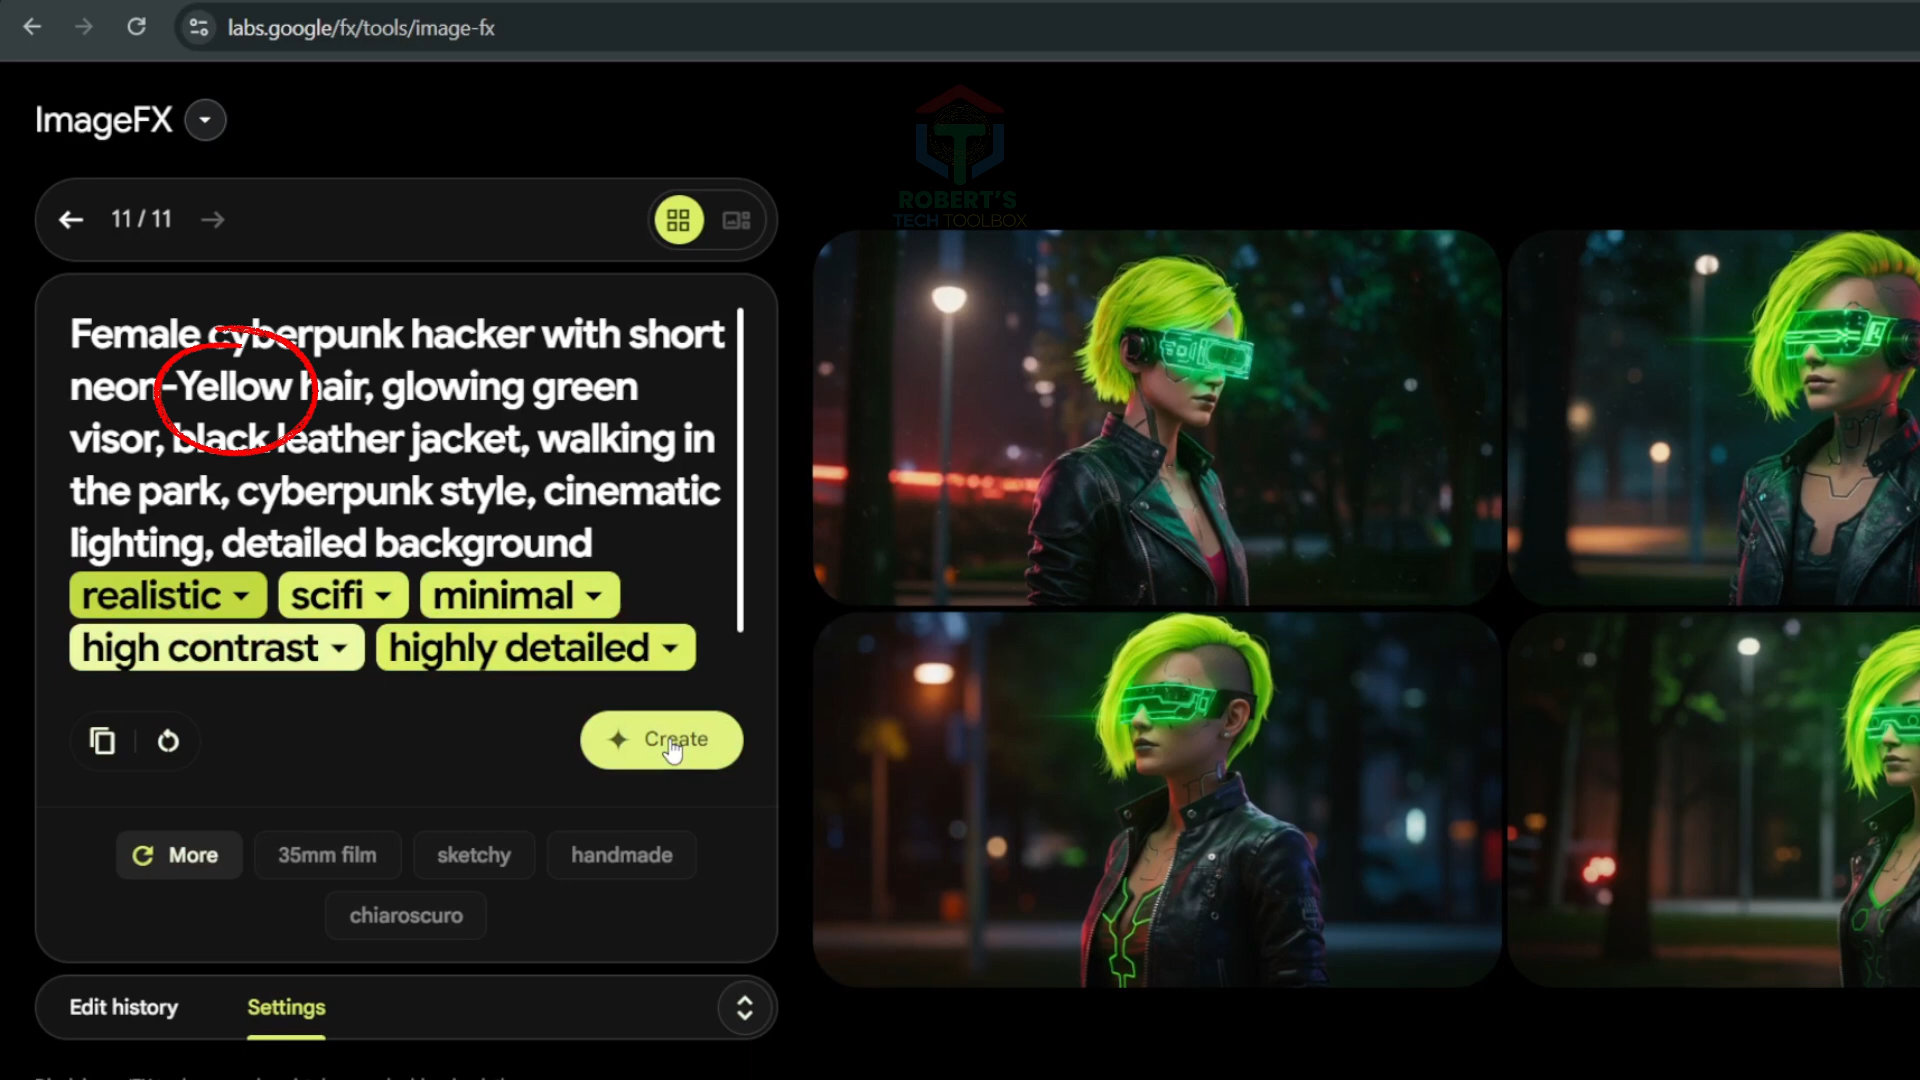 labs.google/fx/tools/image-fx
ImageFX
ROBERT'S
TECH TOOLBOX
11 / 11
Female cyberpunk hacker with short
neon-Yellow hair, glowing green
visor, black leather jacket, walking in
the park, cyberpunk style, cinematic
lighting, detailed background
realistic scifi minimal
high contrast highly detailed
Create
More 35mm film sketchy handmade
chiaroscuro
Edit history Settings